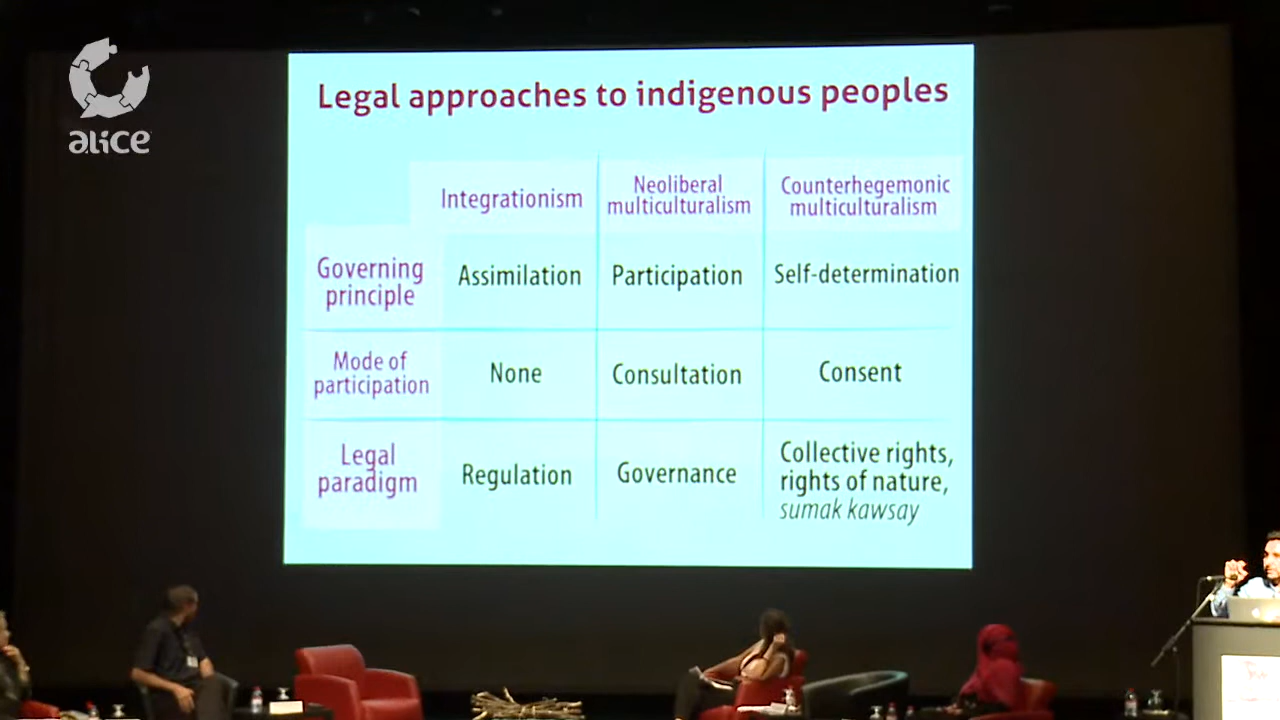 alice
Legal approaches to indigenous peoples
Integrationism
Neoliberal
multiculturalism
Counterhegemonic
multiculturalism
Governing
principle
Assimilation
Participation
Self-determination
Mode of
participation
None
Consultation
Consent
Legal
paradigm
Regulation
Governance
Collective rights,
rights of nature,
sumak kawsay